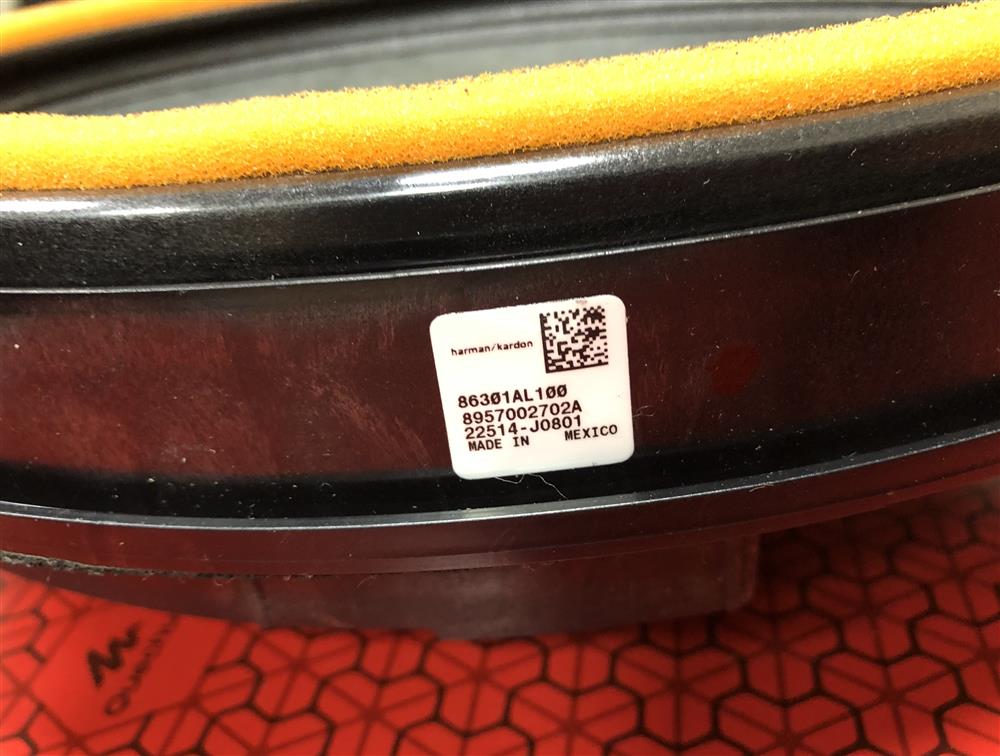 harman/kardon
86301AL100
8957002702A
22514-J0801
MADE IN MEXICO